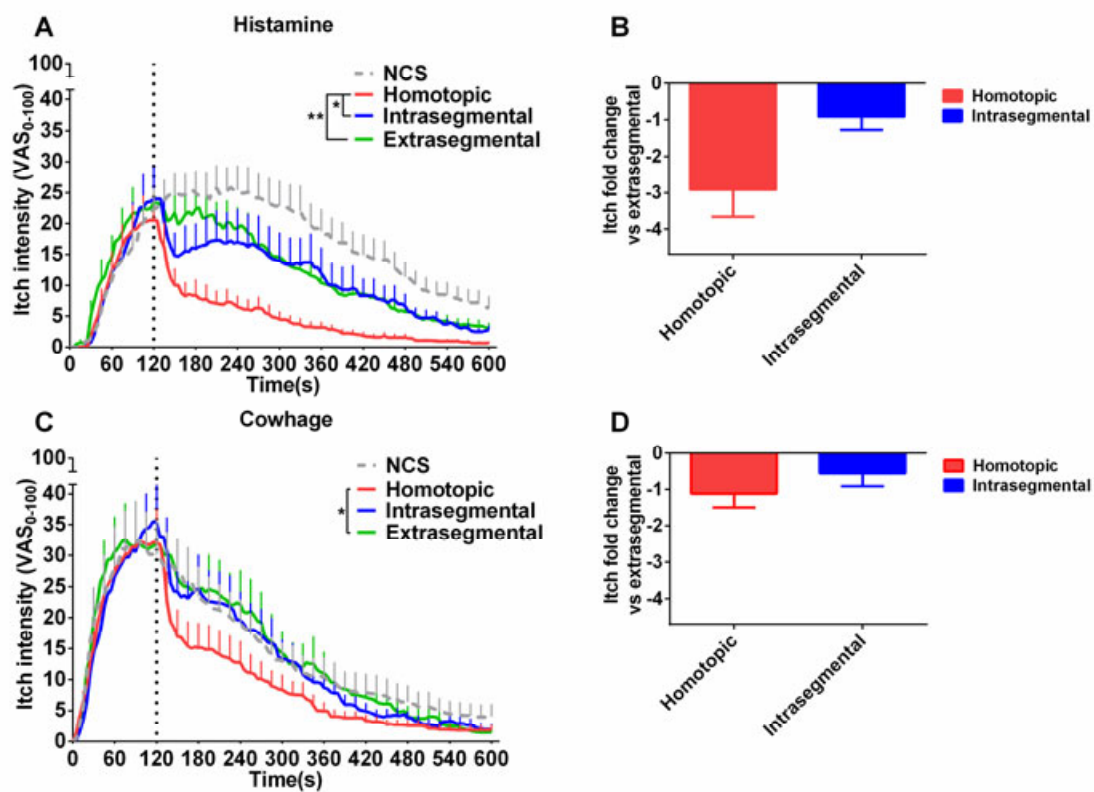 A
Histamine
100
40
35
30
25
20
15
10
5
0
Itch intensity (VAS0-100)
NCS
Homotopic
Intrasegmental
Extrasegmental
*
**
60 120 180 240 300 360 420 480 540 600
Time(s)
B
0
-1
-2
-3
-4
Itch fold change
vs extrasegmental
Homotopic
Intrasegmental
Homotopic
Intrasegmental
C
Cowhage
100
40
35
30
25
20
15
10
5
0
Itch intensity (VAS0-100)
NCS
Homotopic
Intrasegmental
Extrasegmental
*
60 120 180 240 300 360 420 480 540 600
Time(s)
D
0
-1
-2
-3
-4
Itch fold change
vs extrasegmental
Homotopic
Intrasegmental
Homotopic
Intrasegmental